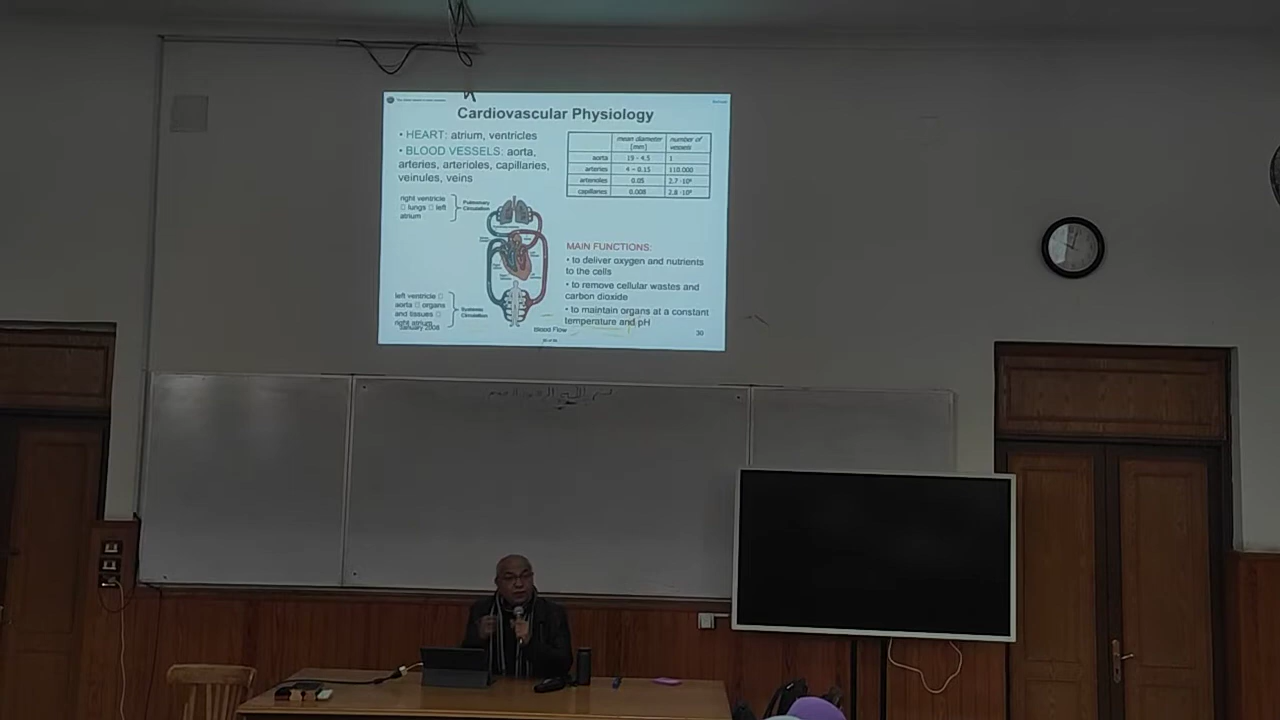 Cardiovascular Physiology
• HEART: atrium, ventricles
• BLOOD VESSELS: aorta,
arteries, arterioles, capillaries,
veinules, veins
mean diameter [mm] number of vessels
aorta 19 - 4.5 1
arteries 4 – 0.15 110.000
arterioles 0.05
capillaries 0.008
right ventricle
□ lungs □ left
atrium
Pulmonary
Circulation
MAIN FUNCTIONS:
• to deliver oxygen and nutrients
to the cells
• to remove cellular wastes and
carbon dioxide
• to maintain organs at a constant
temperature and pH
left ventricle □
aorta □ organs
and tissues □
right atrium
Systemic
Circulation
January 2008
Blood Flow
30